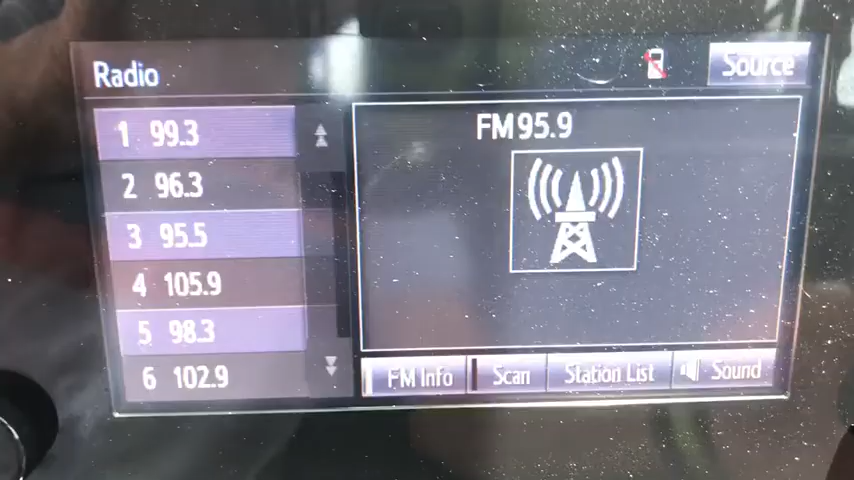 Radio
Source
1 99.3
2 96.3
3 95.5
4 105.9
5 98.3
6 102.9
FM 95.9
FM Info
Scan
Station List
Sound